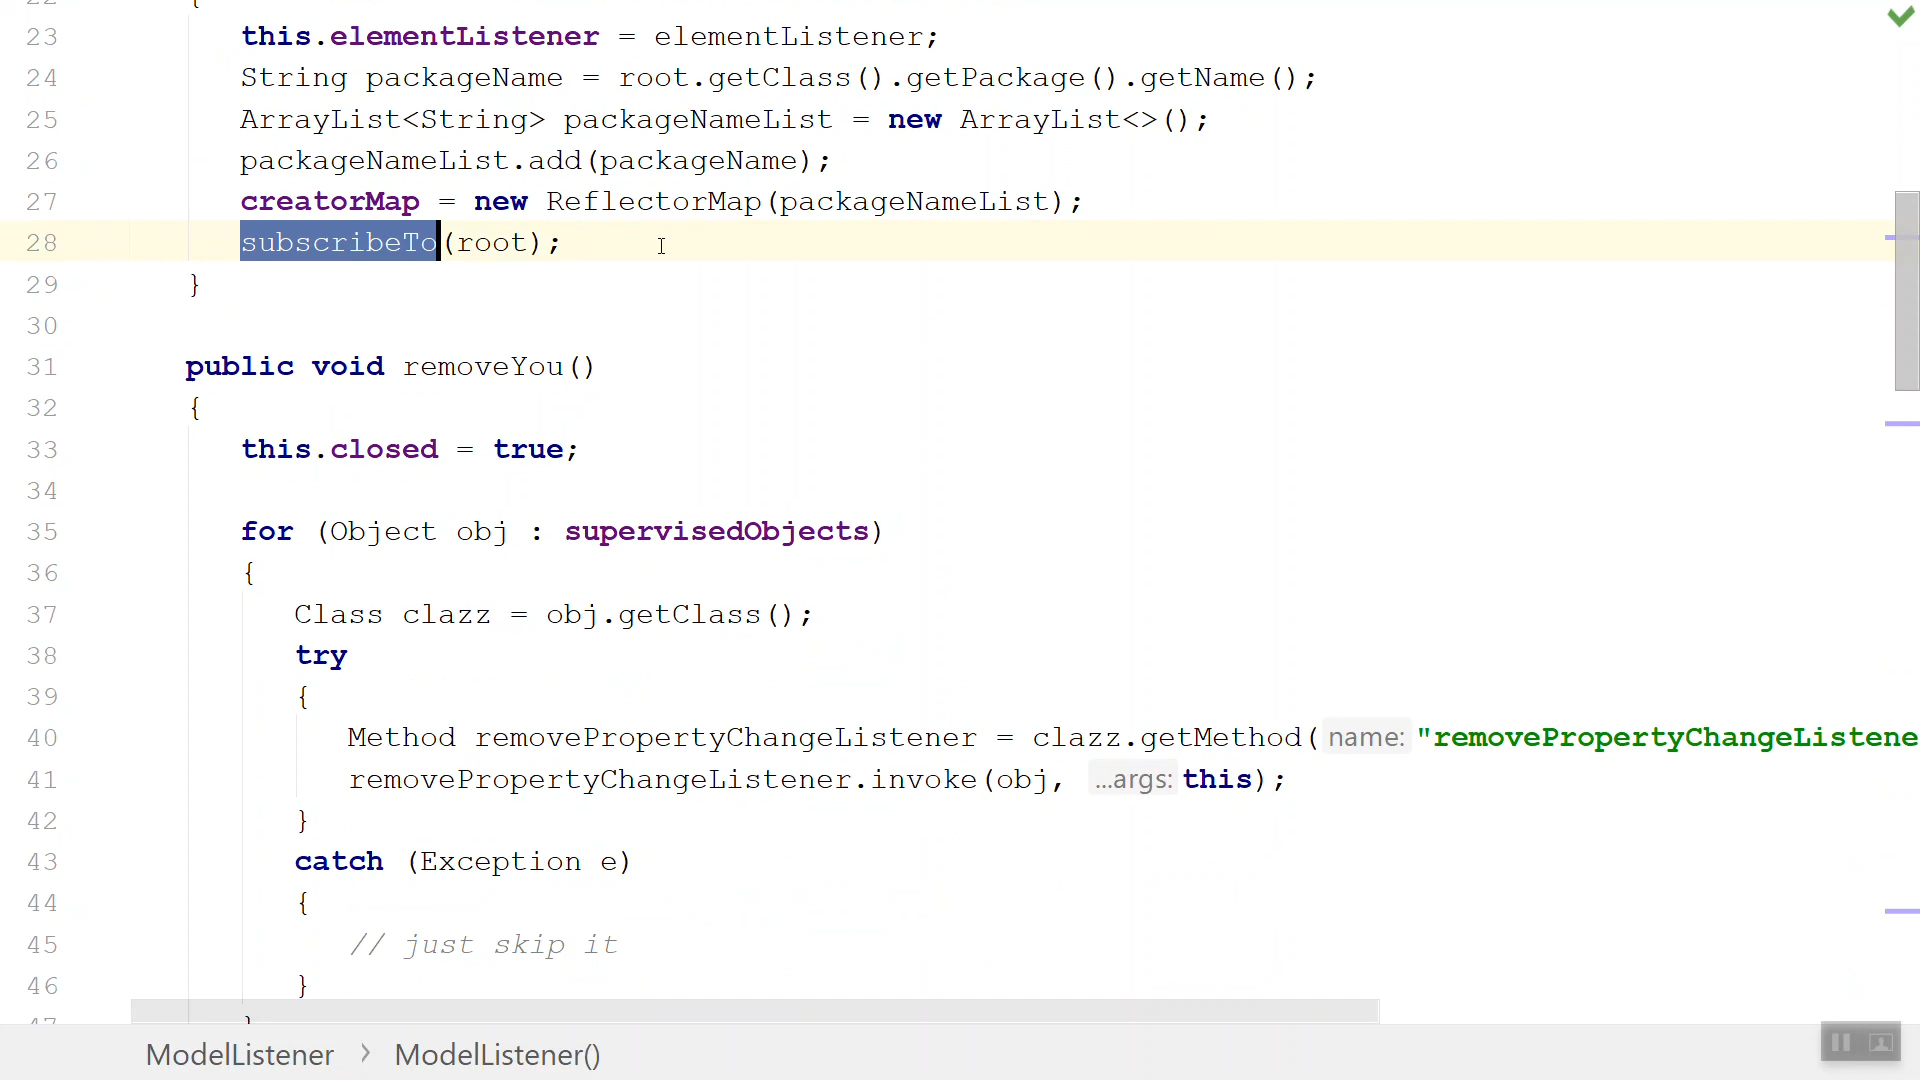 23 this.elementListener = elementListener;
24 String packageName = root.getClass().getPackage().getName();
25 ArrayList<String> packageNameList = new ArrayList<>();
26 packageNameList.add(packageName);
27 creatorMap = new ReflectorMap(packageNameList);
28 subscribeTo(root);
29 }
30
31 public void removeYou()
32 {
33 this.closed = true;
34
35 for (Object obj : supervisedObjects)
36 {
37 Class clazz = obj.getClass();
38 try
39 {
40 Method removePropertyChangeListener = clazz.getMethod( name: "removePropertyChangeListene
41 removePropertyChangeListener.invoke(obj, ...args: this);
42 }
43 catch (Exception e)
44 {
45 // just skip it
46 }
ModelListener > ModelListener()